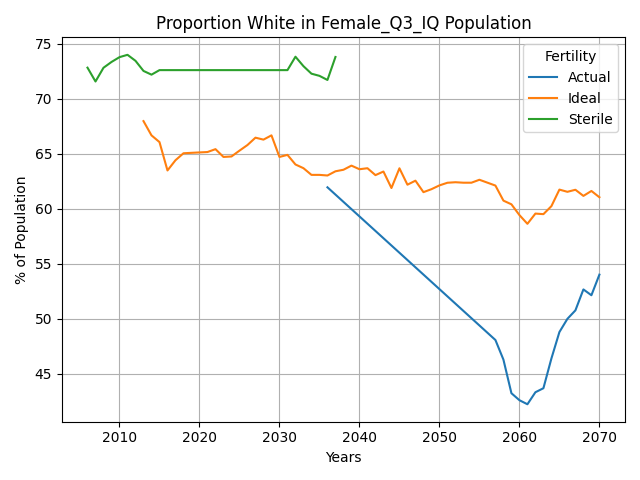 Proportion White in Female_Q3_IQ Population
% of Population
75
70
65
60
55
50
45
Fertility
Actual
Ideal
Sterile
2010 2020 2030 2040 2050 2060 2070
Years